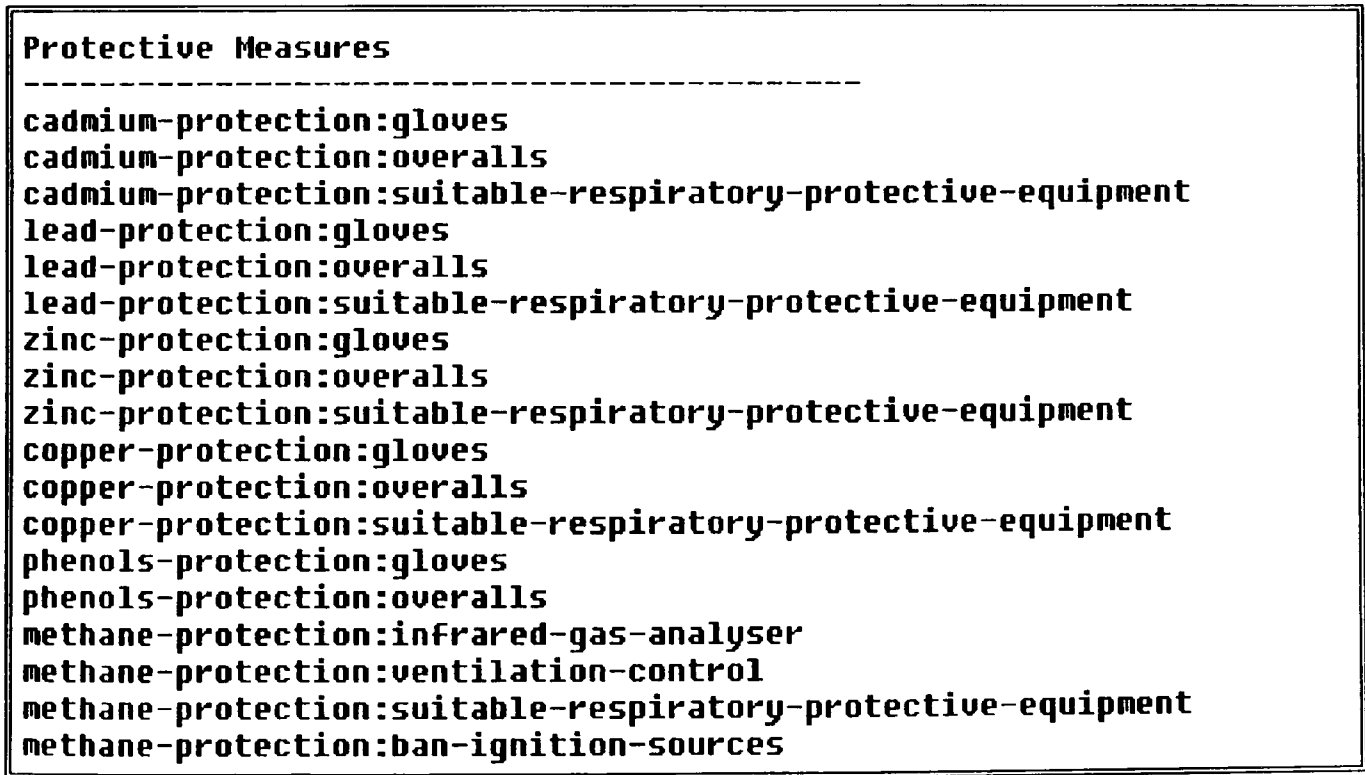 Protective Measures
-------------------------------------------
cadmium-protection:gloves
cadmium-protection:overalls
cadmium-protection:suitable-respiratory-protective-equipment
lead-protection:gloves
lead-protection:overalls
lead-protection:suitable-respiratory-protective-equipment
zinc-protection:gloves
zinc-protection:overalls
zinc-protection:suitable-respiratory-protective-equipment
copper-protection:gloves
copper-protection:overalls
copper-protection:suitable-respiratory-protective-equipment
phenols-protection:gloves
phenols-protection:overalls
methane-protection:infrared-gas-analyser
methane-protection:ventilation-control
methane-protection:suitable-respiratory-protective-equipment
methane-protection:ban-ignition-sources